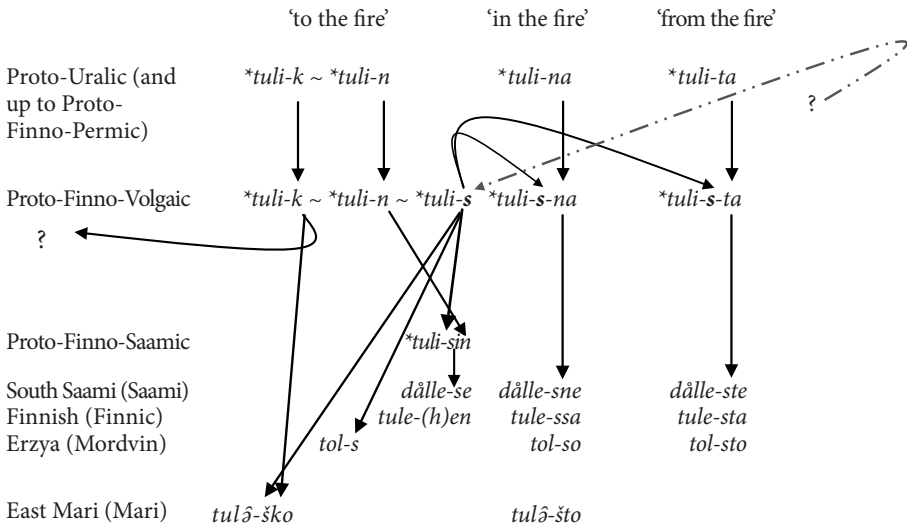 ‘to the fire’ ‘in the fire’ ‘from the fire’
Proto-Uralic (and *tuli-k ~ *tuli-n *tuli-na *tuli-ta
up to Proto- ?
Finno-Permic)
Proto-Finno-Volgaic *tuli-k ~ *tuli-n ~ *tuli-s *tuli-s-na *tuli-s-ta
?
Proto-Finno-Saamic *tuli-sin
South Saami (Saami) dålle-se dålle-sne dålle-ste
Finnish (Finnic) tule-(h)en tule-ssa tule-sta
Erzya (Mordvin) tol-s tol-so tol-sto
East Mari (Mari) tulə̑-ško tulə̑-što